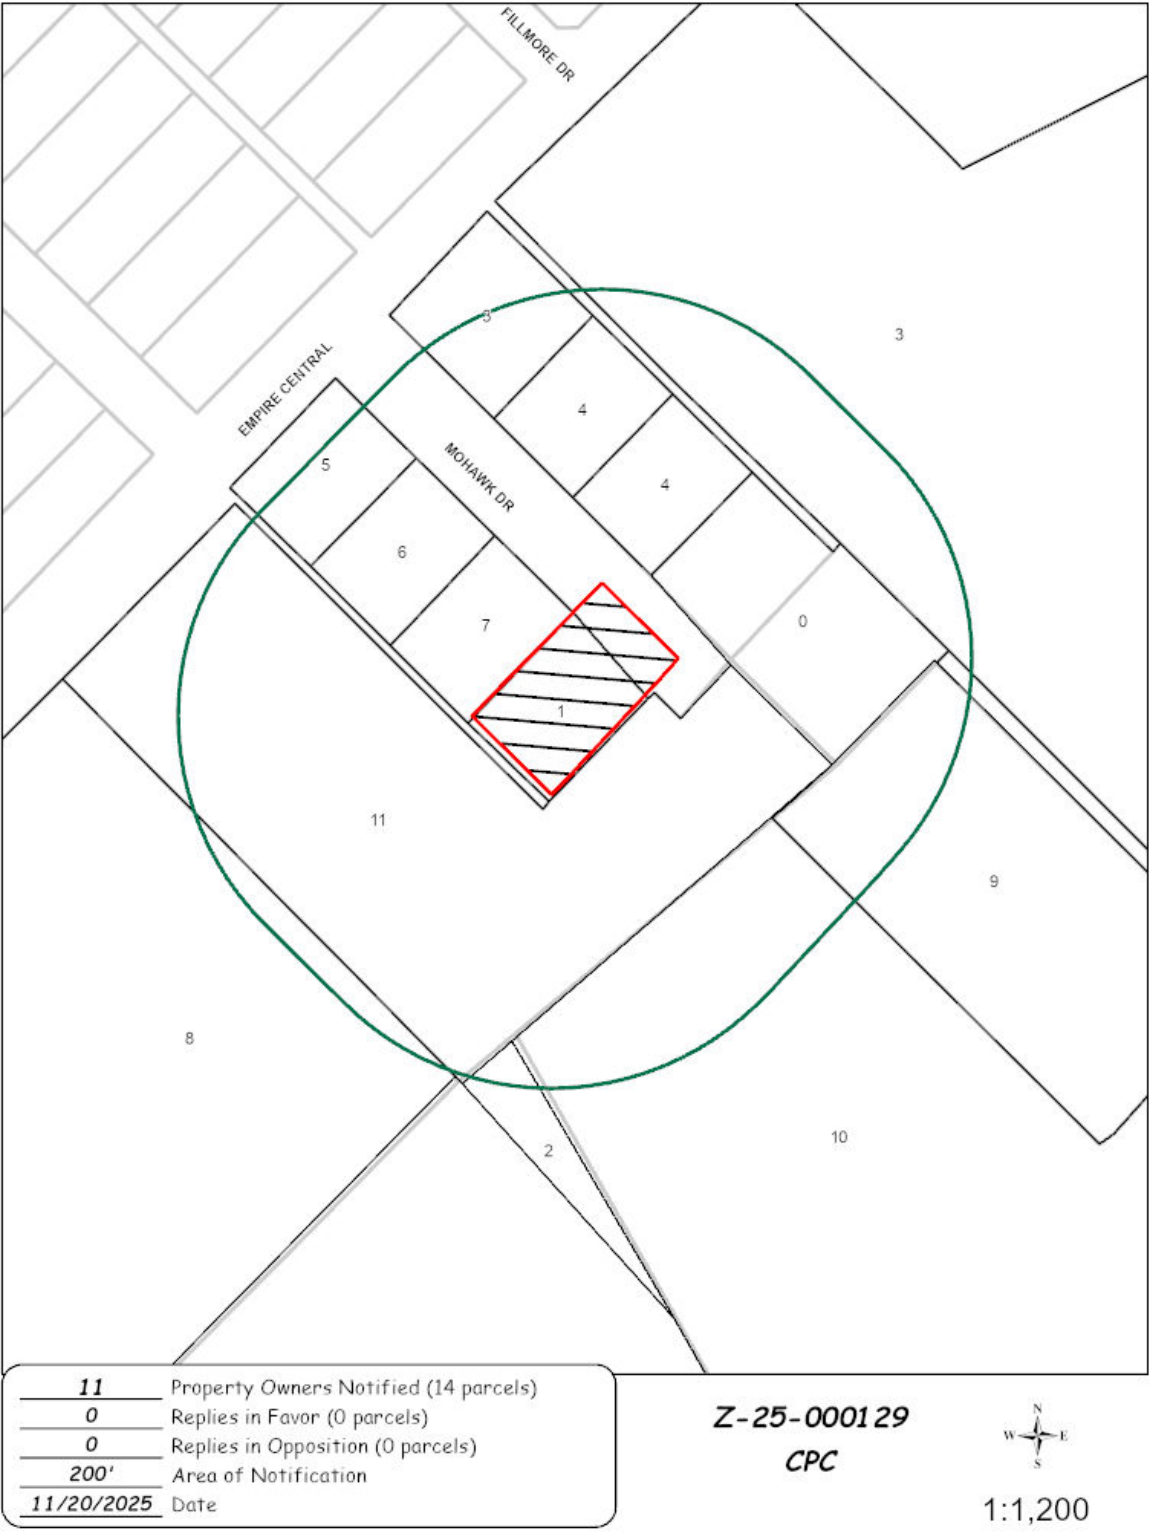 FILLMORE DR
3
3
EMPIRE CENTRAL
4
MOHAWK DR
5
4
6
0
7
1
11
9
8
10
2
11 Property Owners Notified (14 parcels)
0 Replies in Favor (0 parcels)
0 Replies in Opposition (0 parcels)
200' Area of Notification
11/20/2025 Date
Z-25-000129
CPC
N
W E
S
1:1,200